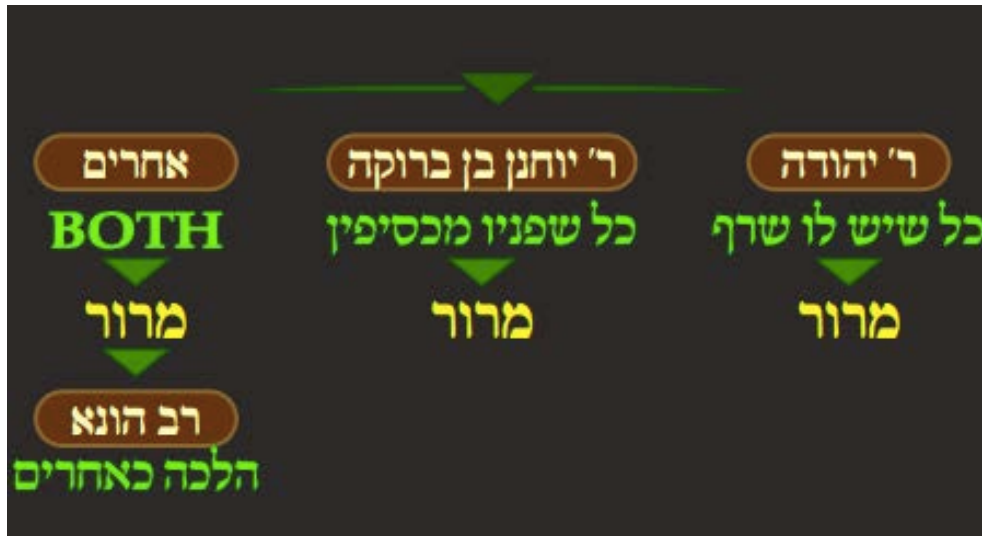 ר' יהודה
כל שיש לו שרף
מרור
ר' יוחנן בן ברוקה
כל שפניו מכסיפין
מרור
אחרים
BOTH
מרור
רב הונא
הלכה כאחרים